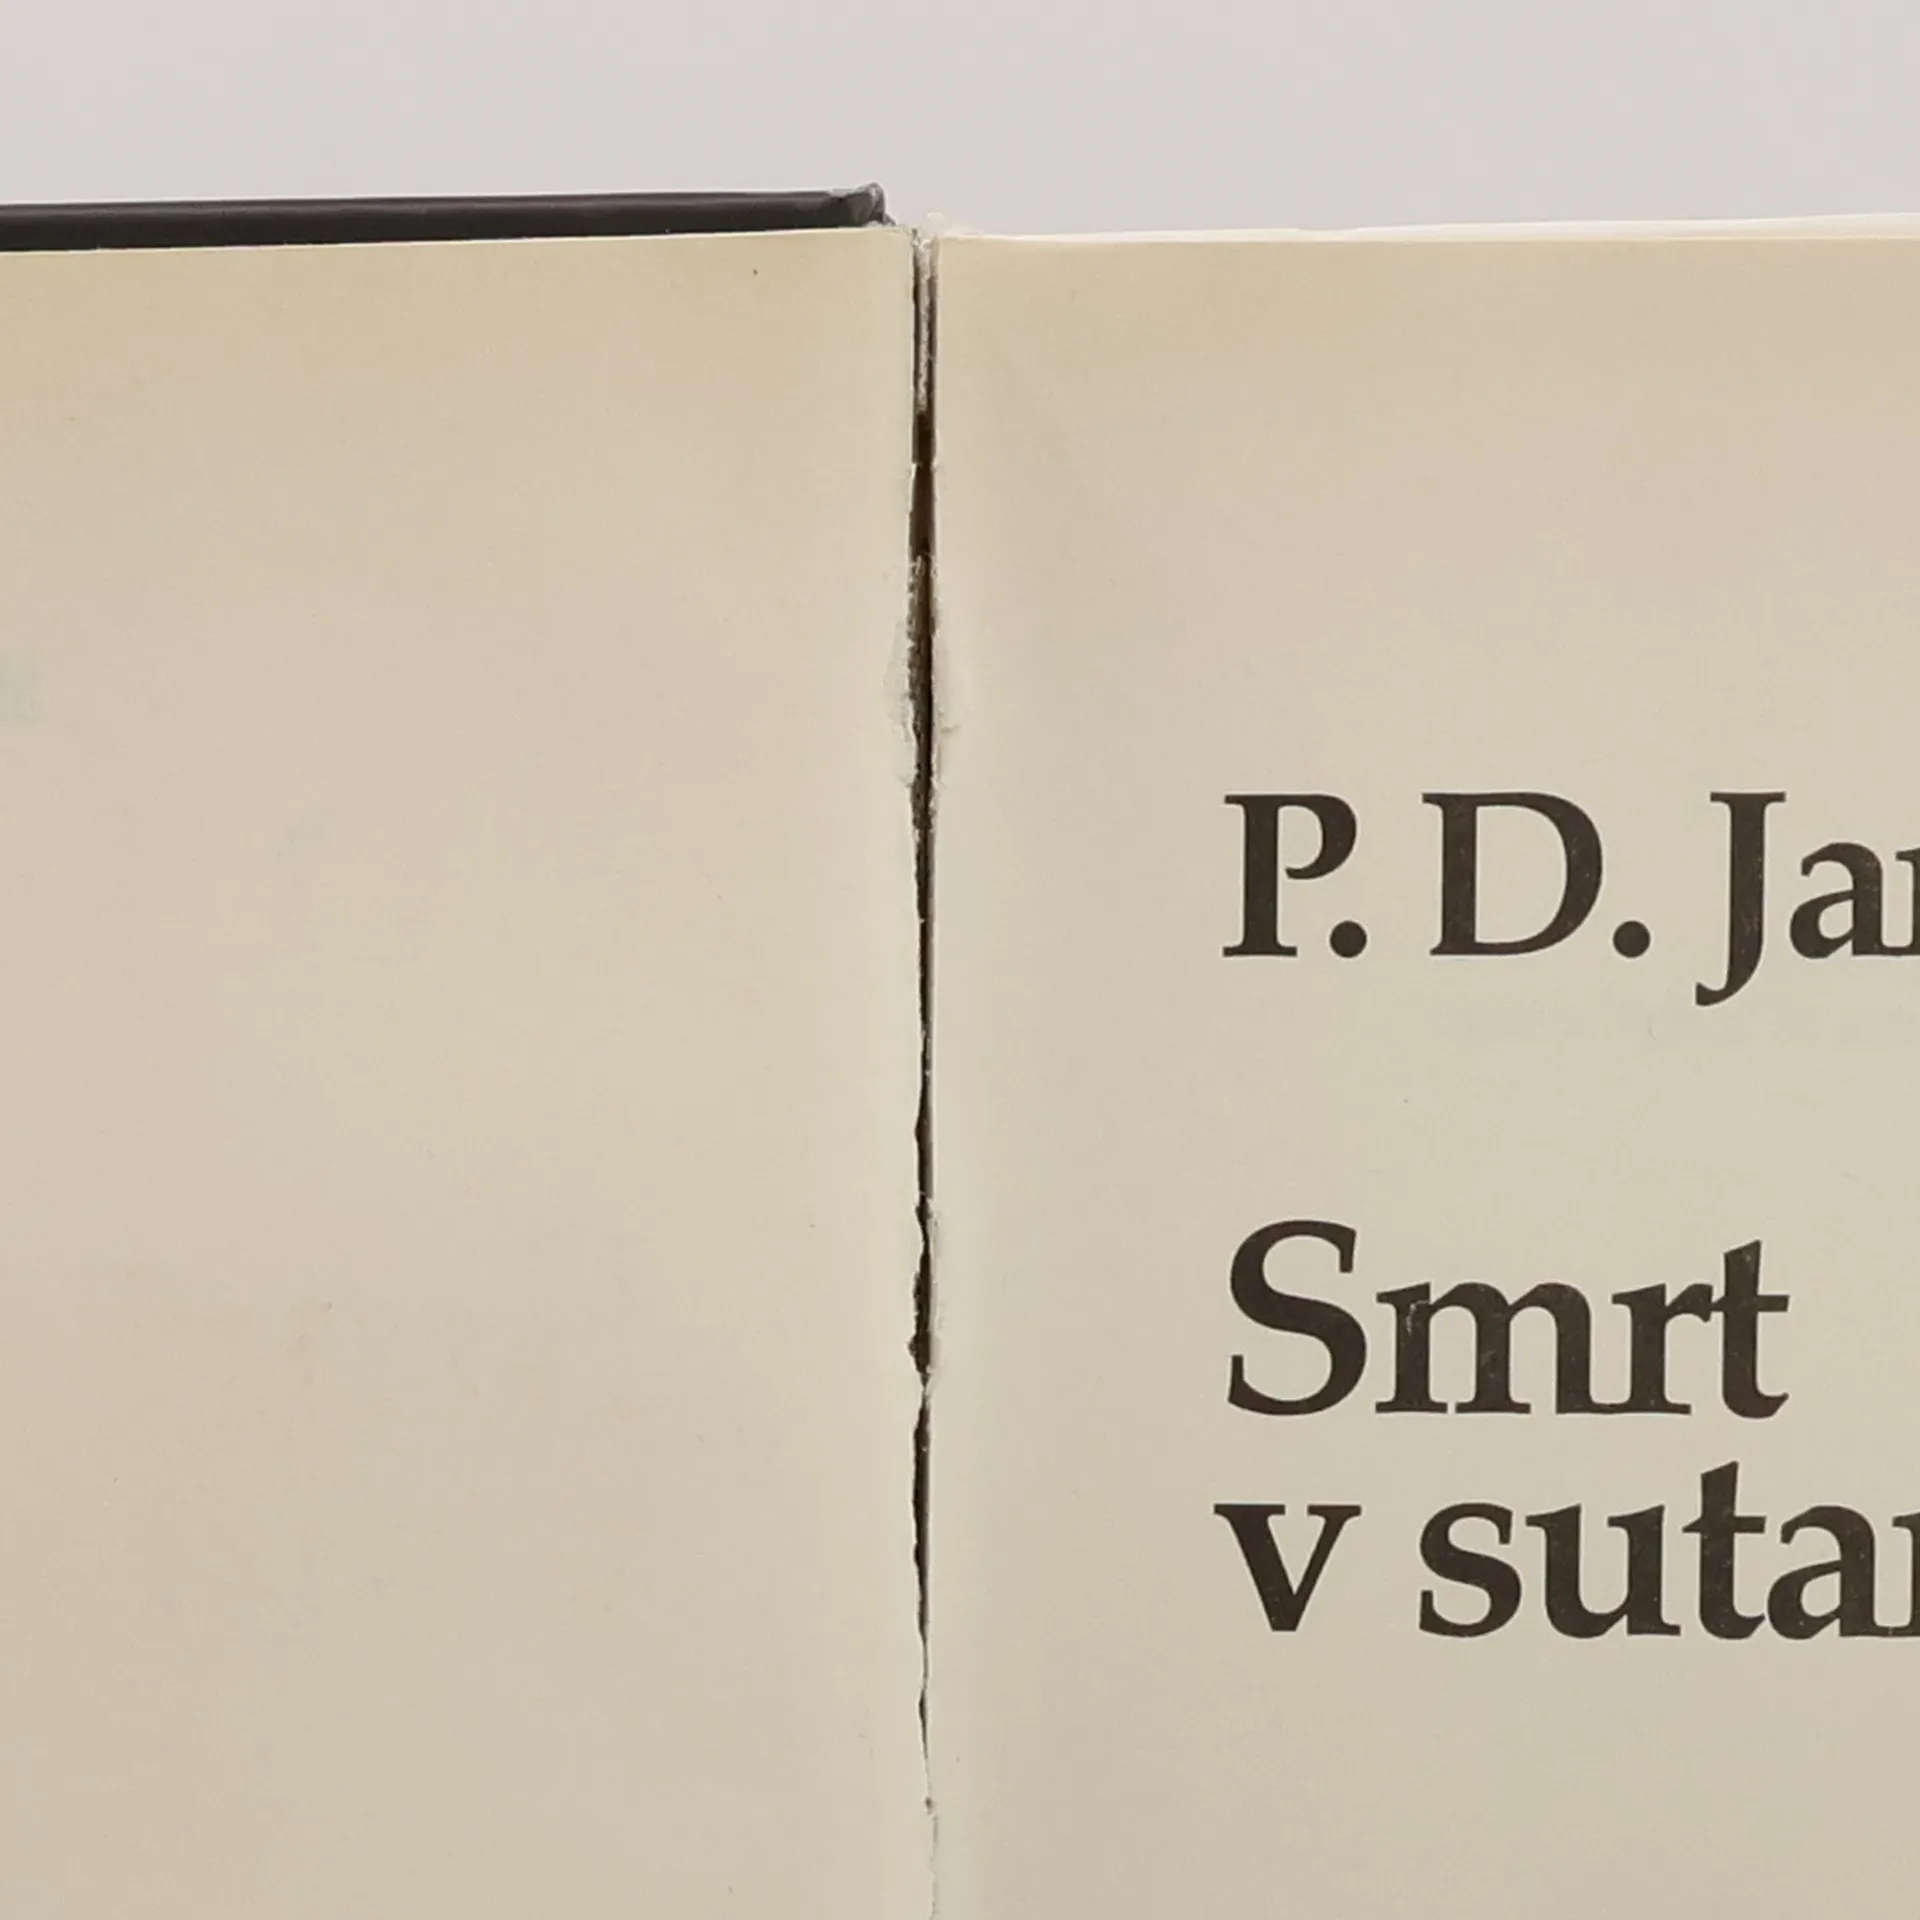 P. D. Ja
Smrt
v suta